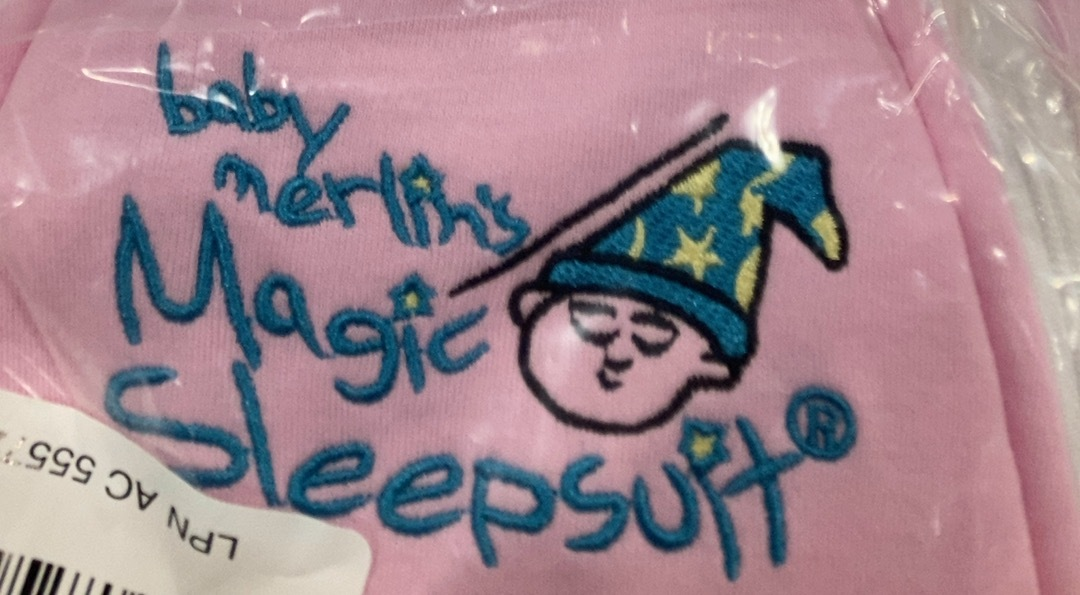 baby
merlin's
Magic
Sleepsuit®
LPN AC 555